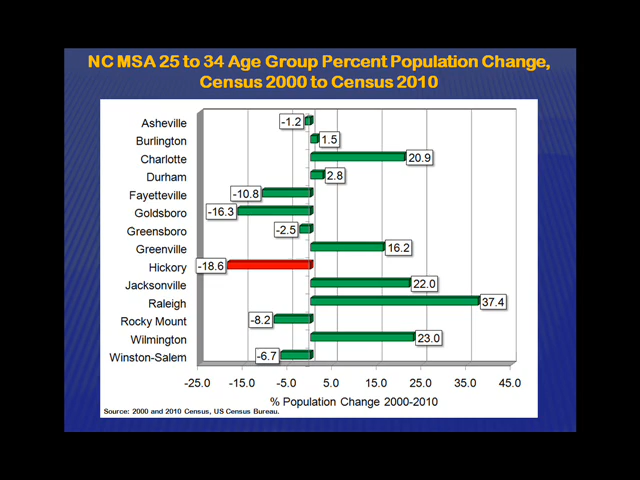 NC MSA 25 to 34 Age Group Percent Population Change,
Census 2000 to Census 2010
Asheville -1.2
Burlington 1.5
Charlotte 20.9
Durham 2.8
Fayetteville -10.8
Goldsboro -16.3
Greensboro -2.5
Greenville 16.2
Hickory -18.6
Jacksonville 22.0
Raleigh 37.4
Rocky Mount -8.2
Wilmington 23.0
Winston-Salem -6.7
-25.0 -15.0 -5.0 5.0 15.0 25.0 35.0 45.0
% Population Change 2000-2010
Source: 2000 and 2010 Census, US Census Bureau.